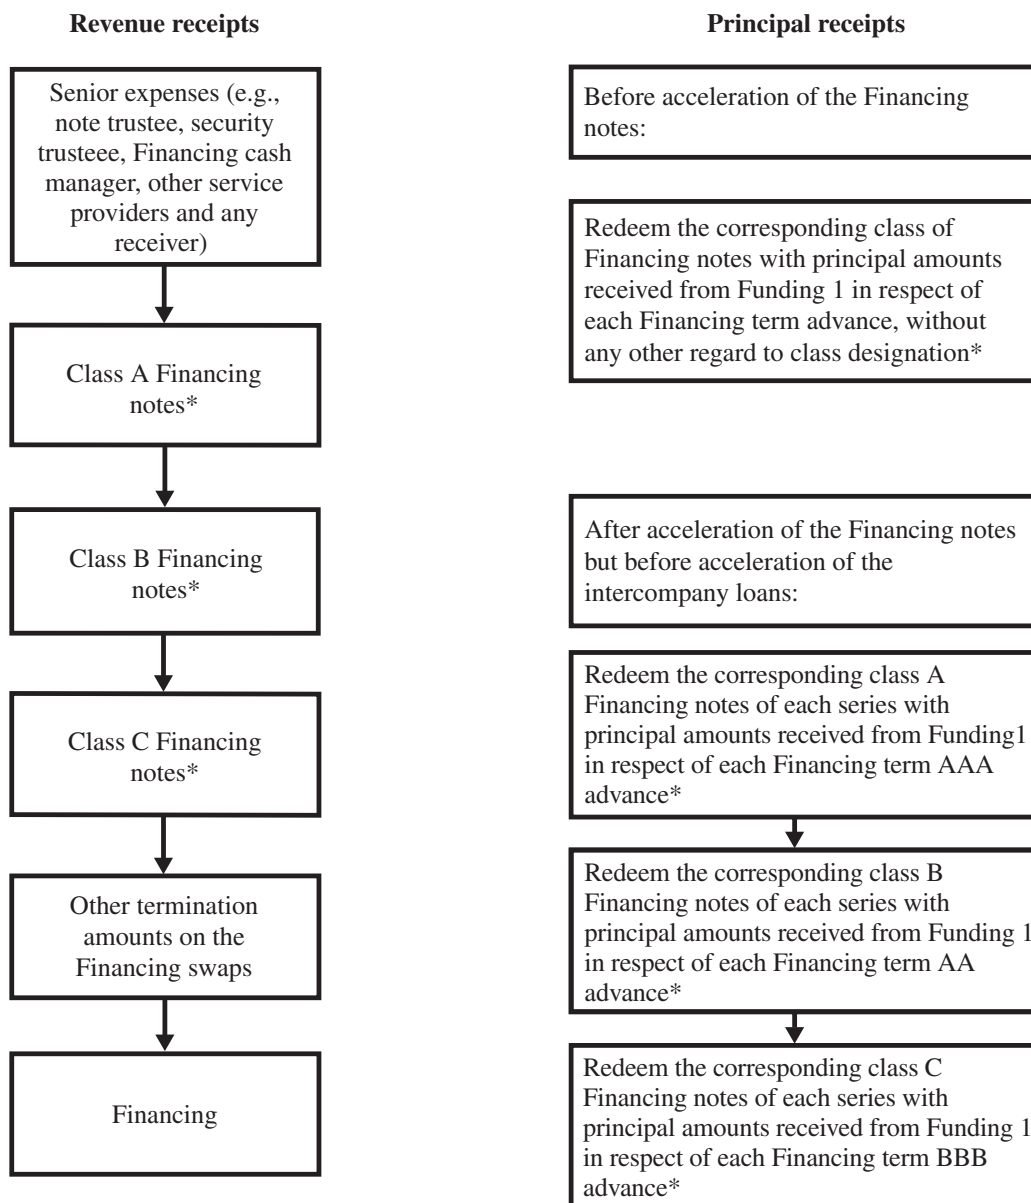 Revenue receipts
Senior expenses (e.g.,
note trustee, security
trusteee, Financing cash
manager, other service
providers and any
receiver)
Class A Financing
notes*
Class B Financing
notes*
Class C Financing
notes*
Other termination
amounts on the
Financing swaps
Financing
Principal receipts
Before acceleration of the Financing
notes:
Redeem the corresponding class of
Financing notes with principal amounts
received from Funding 1 in respect of
each Financing term advance, without
any other regard to class designation*
After acceleration of the Financing notes
but before acceleration of the
intercompany loans:
Redeem the corresponding class A
Financing notes of each series with
principal amounts received from Funding1
in respect of each Financing term AAA
advance*
Redeem the corresponding class B
Financing notes of each series with
principal amounts received from Funding 1
in respect of each Financing term AA
advance*
Redeem the corresponding class C
Financing notes of each series with
principal amounts received from Funding 1
in respect of each Financing term BBB
advance*